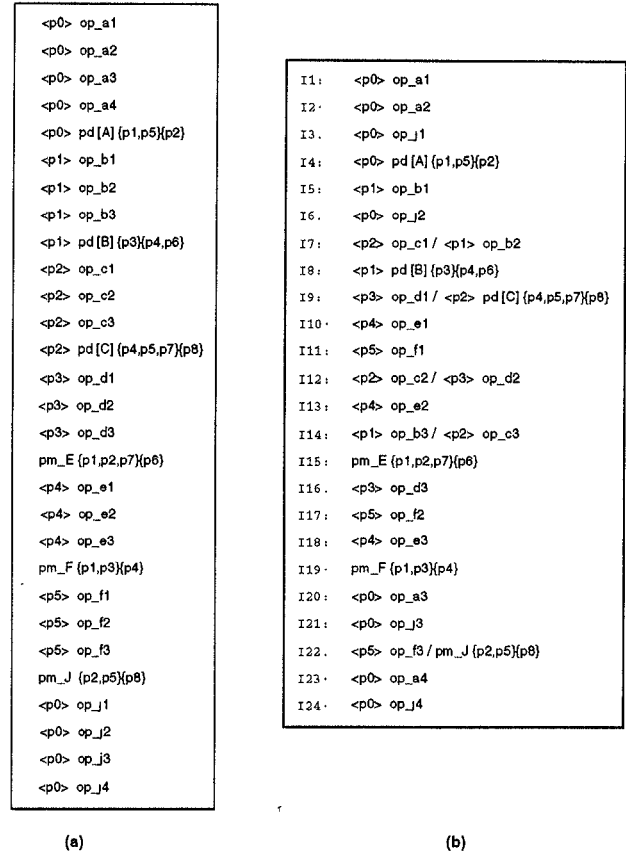 <p0> op_a1
<p0> op_a2
<p0> op_a3
<p0> op_a4
<p0> pd [A] {p1,p5}{p2}
<p1> op_b1
<p1> op_b2
<p1> op_b3
<p1> pd [B] {p3}{p4,p6}
<p2> op_c1
<p2> op_c2
<p2> op_c3
<p2> pd [C] {p4,p5,p7}{p8}
<p3> op_d1
<p3> op_d2
<p3> op_d3
pm_E {p1,p2,p7}{p6}
<p4> op_e1
<p4> op_e2
<p4> op_e3
pm_F {p1,p3}{p4}
<p5> op_f1
<p5> op_f2
<p5> op_f3
pm_J {p2,p5}{p8}
<p0> op_j1
<p0> op_j2
<p0> op_j3
<p0> op_j4
(a)
I1: <p0> op_a1
I2· <p0> op_a2
I3. <p0> op_j1
I4: <p0> pd [A] {p1,p5}{p2}
I5: <p1> op_b1
I6. <p0> op_j2
I7: <p2> op_c1 / <p1> op_b2
I8: <p1> pd [B] {p3}{p4,p6}
I9: <p3> op_d1 / <p2> pd [C] {p4,p5,p7}{p8}
I10· <p4> op_e1
I11: <p5> op_f1
I12: <p2> op_c2 / <p3> op_d2
I13: <p4> op_e2
I14: <p1> op_b3 / <p2> op_c3
I15: pm_E {p1,p2,p7}{p6}
I16. <p3> op_d3
I17: <p5> op_f2
I18: <p4> op_e3
I19· pm_F {p1,p3}{p4}
I20: <p0> op_a3
I21: <p0> op_j3
I22. <p5> op_f3 / pm_J {p2,p5}{p8}
I23· <p0> op_a4
I24· <p0> op_j4
(b)